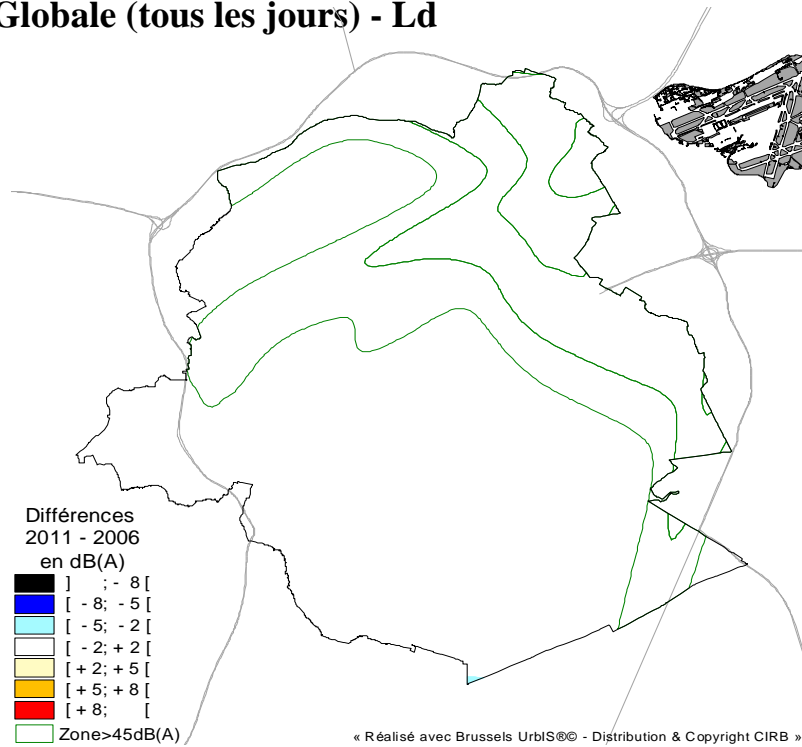 Globale (tous les jours) - Ld
Différences
2011 - 2006
en dB(A)
] ; - 8 [
[ - 8; - 5 [
[ - 5; - 2 [
[ - 2; + 2 [
[ + 2; + 5 [
[ + 5; + 8 [
[ + 8; [
Zone>45dB(A)
« Réalisé avec Brussels UrbIS®© - Distribution & Copyright CIRB »